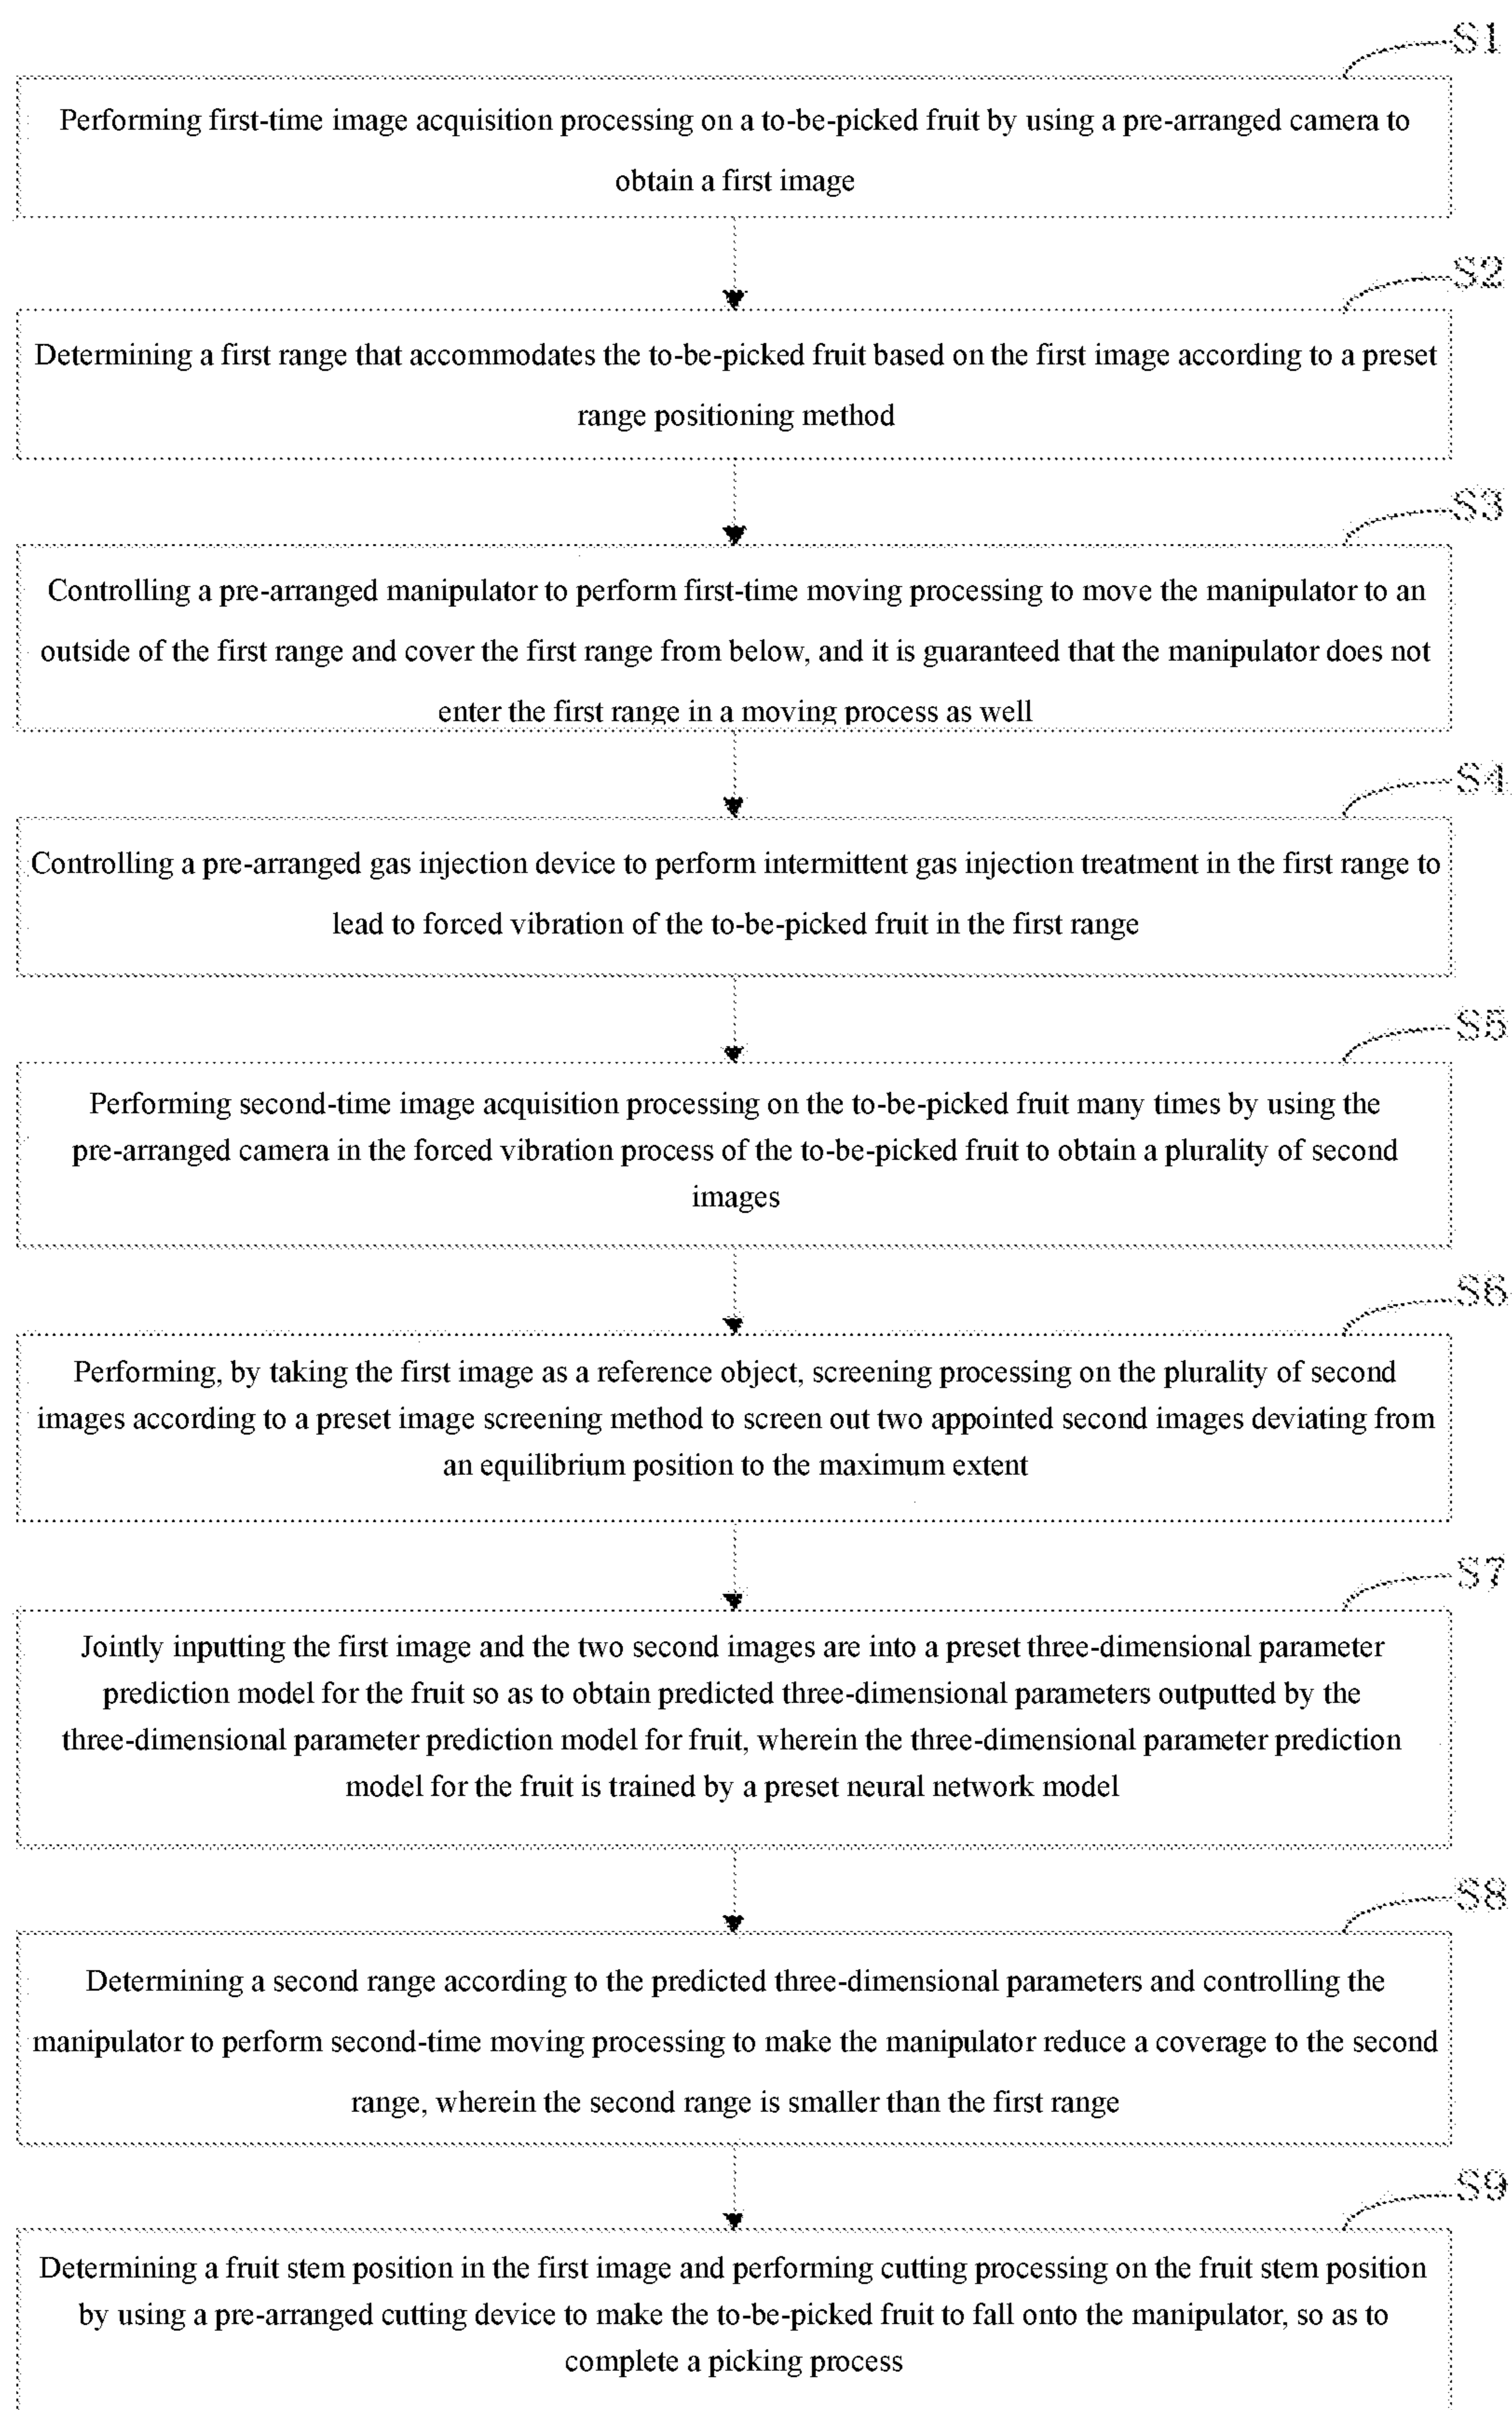 S1
Performing first-time image acquisition processing on a to-be-picked fruit by using a pre-arranged camera to
obtain a first image
S2
Determining a first range that accommodates the to-be-picked fruit based on the first image according to a preset
range positioning method
S3
Controlling a pre-arranged manipulator to perform first-time moving processing to move the manipulator to an
outside of the first range and cover the first range from below, and it is guaranteed that the manipulator does not
enter the first range in a moving process as well
S4
Controlling a pre-arranged gas injection device to perform intermittent gas injection treatment in the first range to
lead to forced vibration of the to-be-picked fruit in the first range
S5
Performing second-time image acquisition processing on the to-be-picked fruit many times by using the
pre-arranged camera in the forced vibration process of the to-be-picked fruit to obtain a plurality of second
images
S6
Performing, by taking the first image as a reference object, screening processing on the plurality of second
images according to a preset image screening method to screen out two appointed second images deviating from
an equilibrium position to the maximum extent
S7
Jointly inputting the first image and the two second images are into a preset three-dimensional parameter
prediction model for the fruit so as to obtain predicted three-dimensional parameters outputted by the
three-dimensional parameter prediction model for fruit, wherein the three-dimensional parameter prediction
model for the fruit is trained by a preset neural network model
S8
Determining a second range according to the predicted three-dimensional parameters and controlling the
manipulator to perform second-time moving processing to make the manipulator reduce a coverage to the second
range, wherein the second range is smaller than the first range
S9
Determining a fruit stem position in the first image and performing cutting processing on the fruit stem position
by using a pre-arranged cutting device to make the to-be-picked fruit to fall onto the manipulator, so as to
complete a picking process